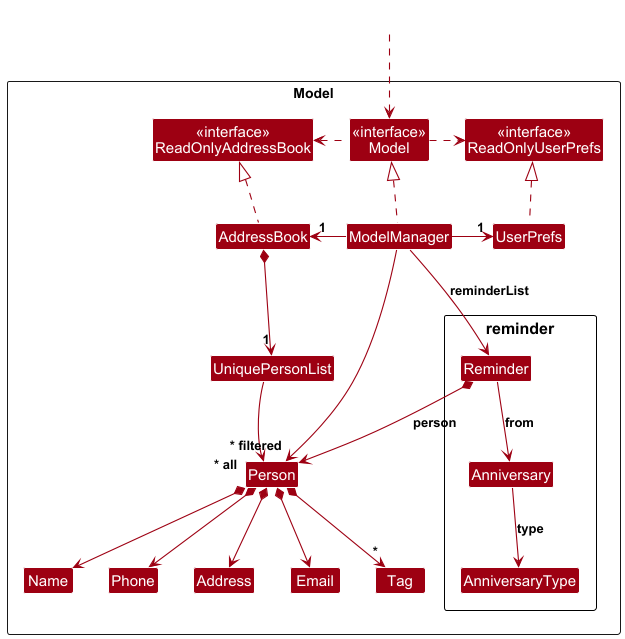 Model
«interface»
ReadOnlyAddressBook
«interface»
Model
«interface»
ReadOnlyUserPrefs
AddressBook
1
ModelManager
1
UserPrefs
reminderList
reminder
1
UniquePersonList
Reminder
person
from
* filtered
* all
Person
Anniversary
type
*
Name
Phone
Address
Email
Tag
AnniversaryType